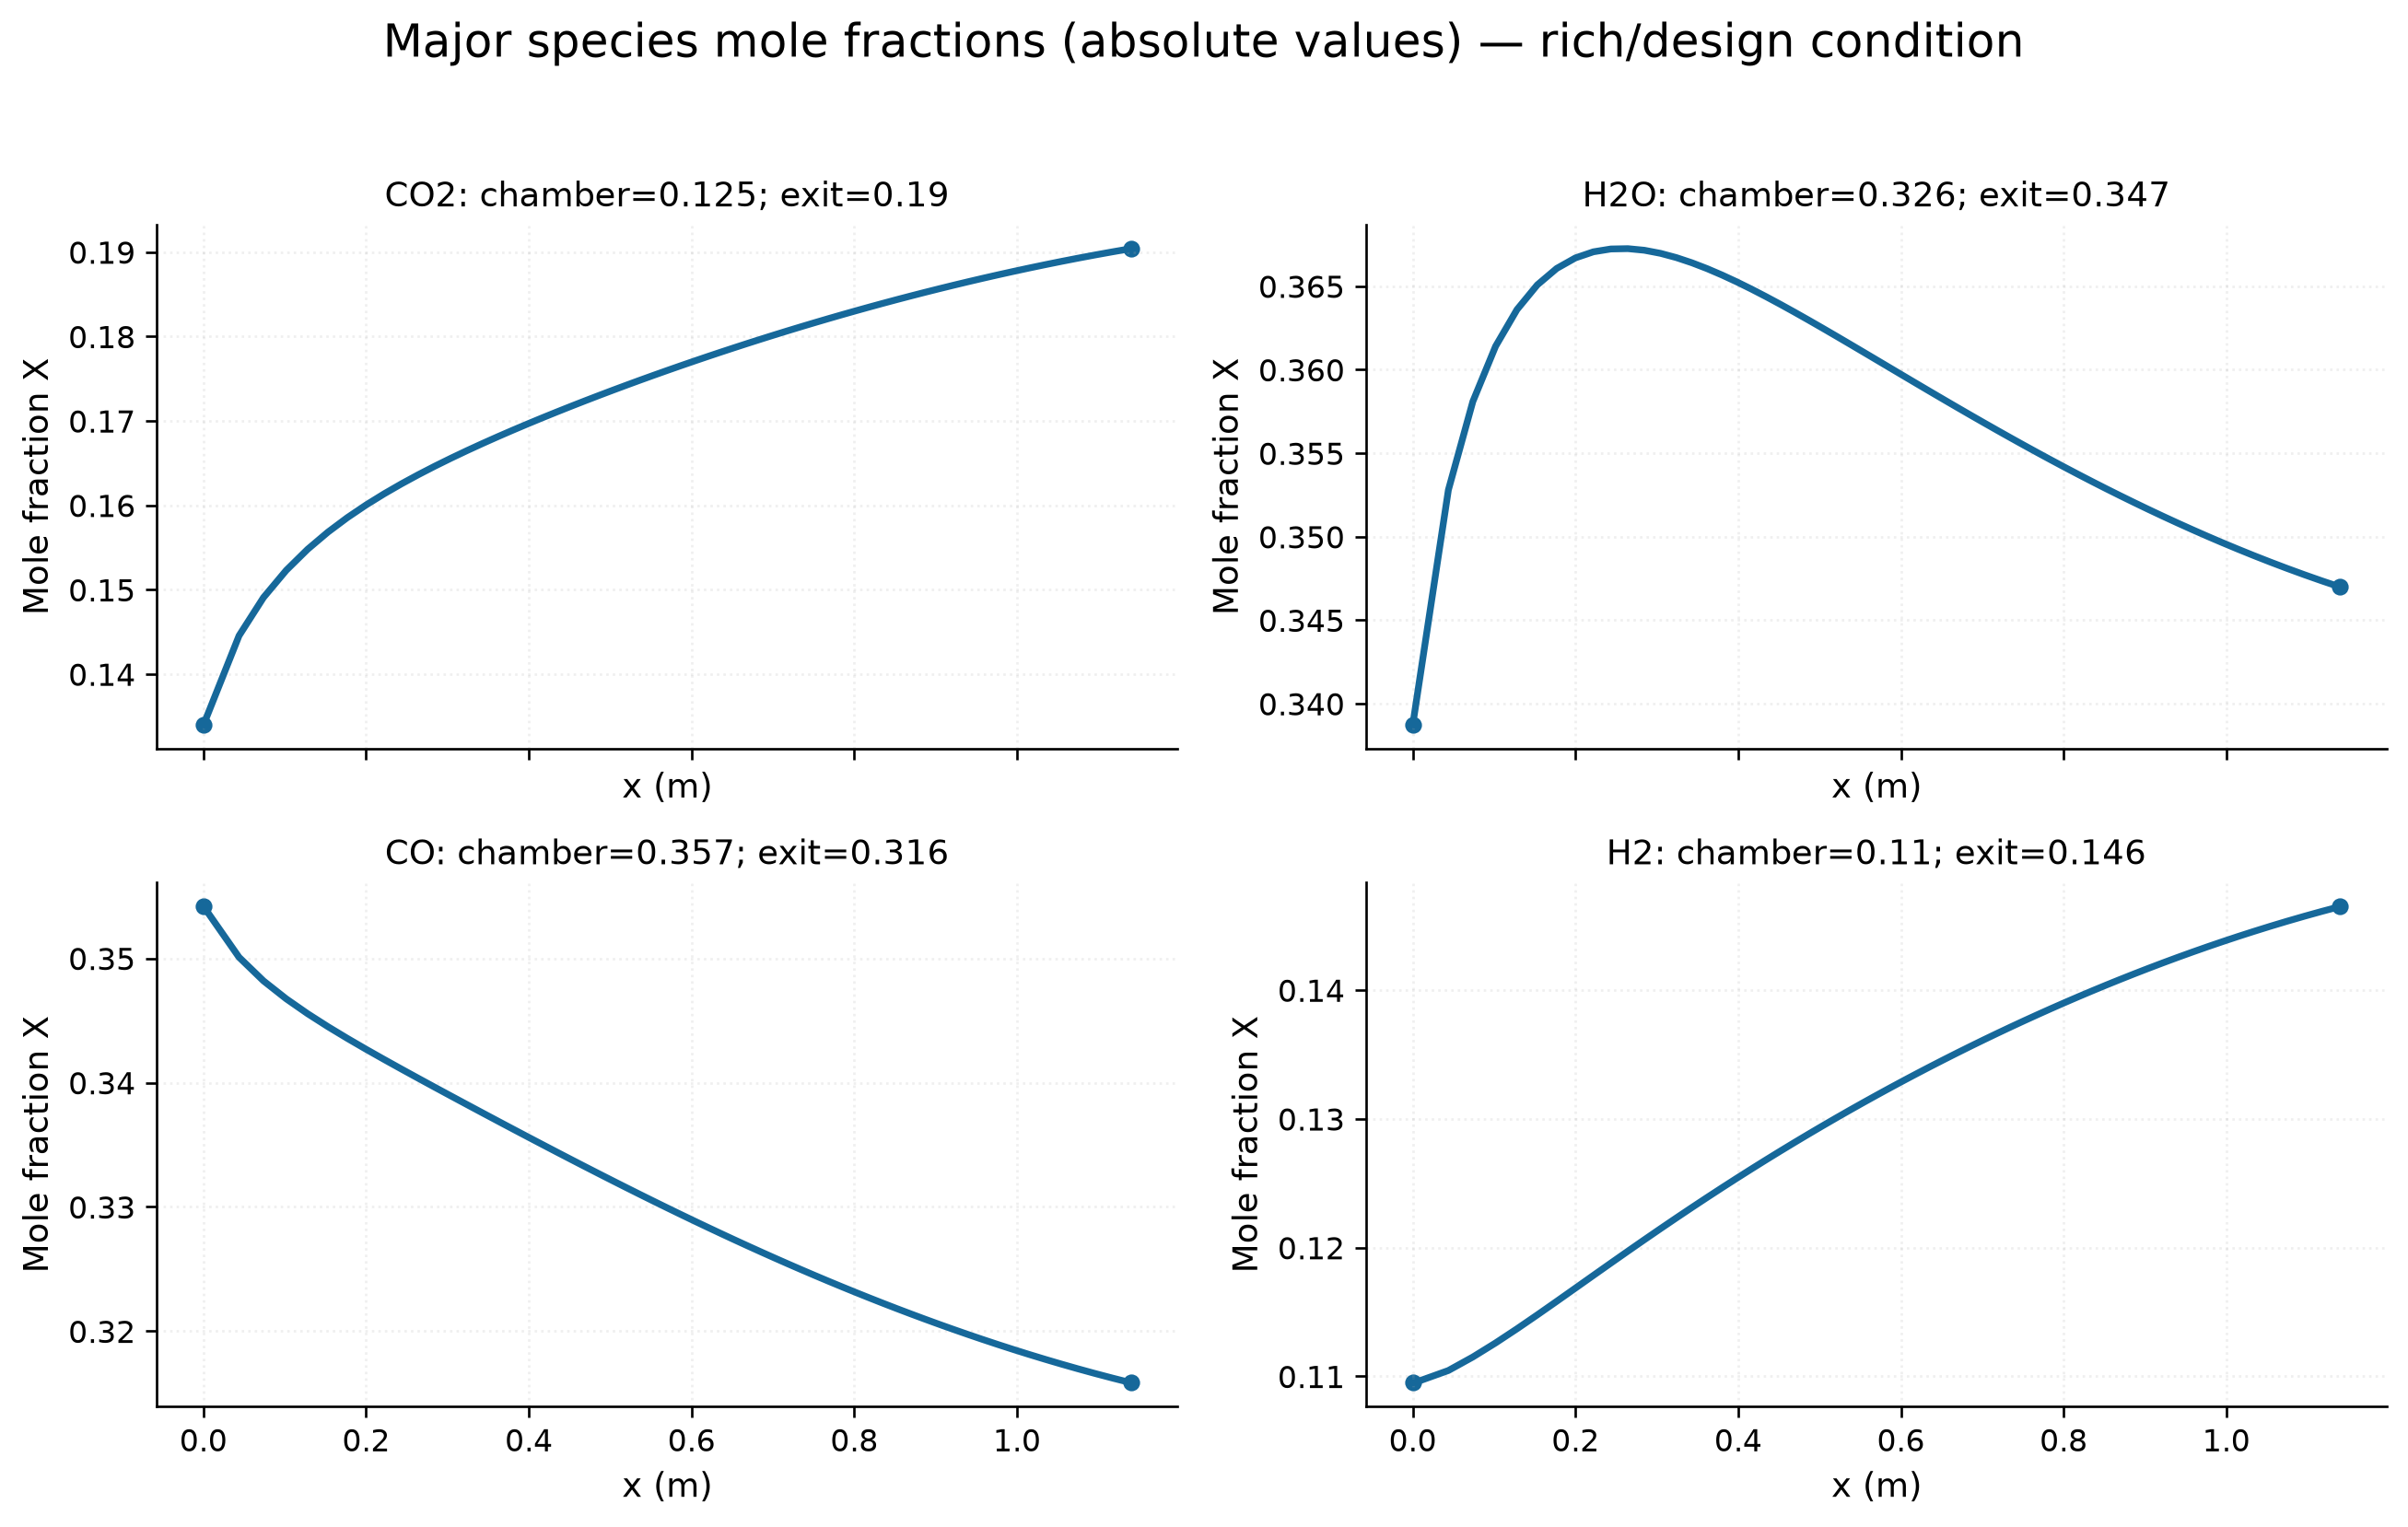 Major species mole fractions (absolute values) — rich/design condition
CO2: chamber=0.125; exit=0.19
Mole fraction X
0.19
0.18
0.17
0.16
0.15
0.14
x (m)
H2O: chamber=0.326; exit=0.347
Mole fraction X
0.365
0.360
0.355
0.350
0.345
0.340
x (m)
CO: chamber=0.357; exit=0.316
Mole fraction X
0.35
0.34
0.33
0.32
0.0 0.2 0.4 0.6 0.8 1.0
x (m)
H2: chamber=0.11; exit=0.146
Mole fraction X
0.14
0.13
0.12
0.11
0.0 0.2 0.4 0.6 0.8 1.0
x (m)